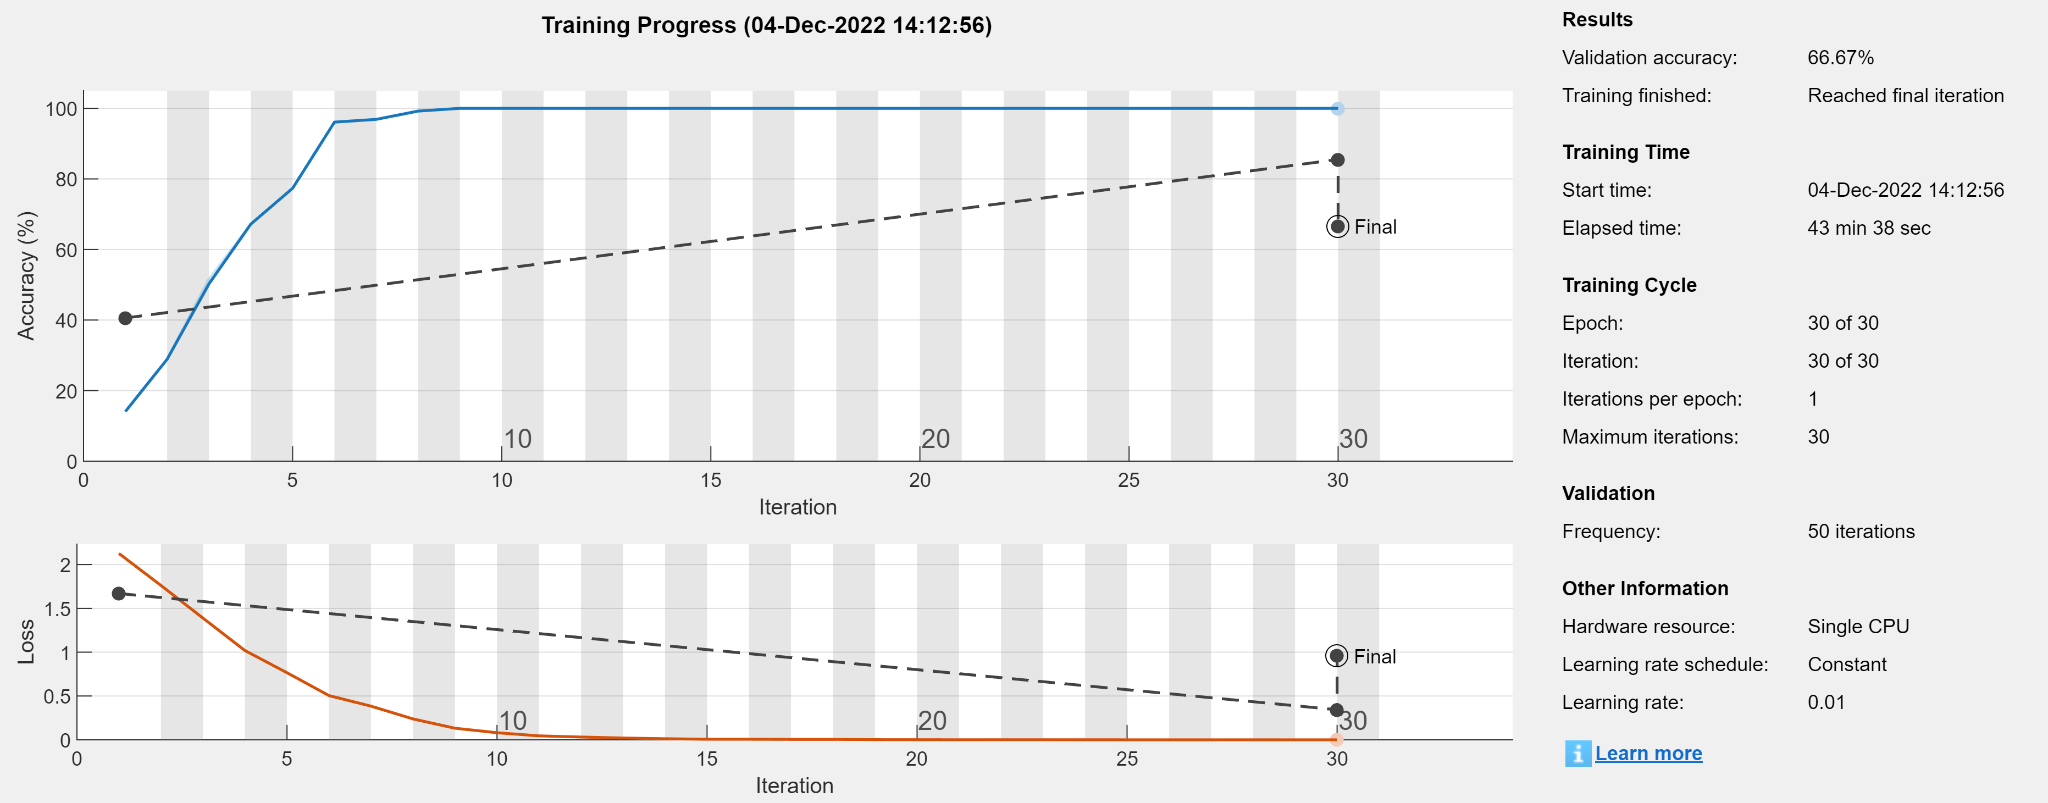 Training Progress (04-Dec-2022 14:12:56)
100
80
60
40
20
0
Accuracy (%)
Final
10
20
30
0
5
10
15
20
25
30
Iteration
2
1.5
1
0.5
0
Loss
Final
10
20
30
0
5
10
15
20
25
30
Iteration
Results
Validation accuracy: 66.67%
Training finished: Reached final iteration
Training Time
Start time: 04-Dec-2022 14:12:56
Elapsed time: 43 min 38 sec
Training Cycle
Epoch: 30 of 30
Iteration: 30 of 30
Iterations per epoch: 1
Maximum iterations: 30
Validation
Frequency: 50 iterations
Other Information
Hardware resource: Single CPU
Learning rate schedule: Constant
Learning rate: 0.01
i Learn more